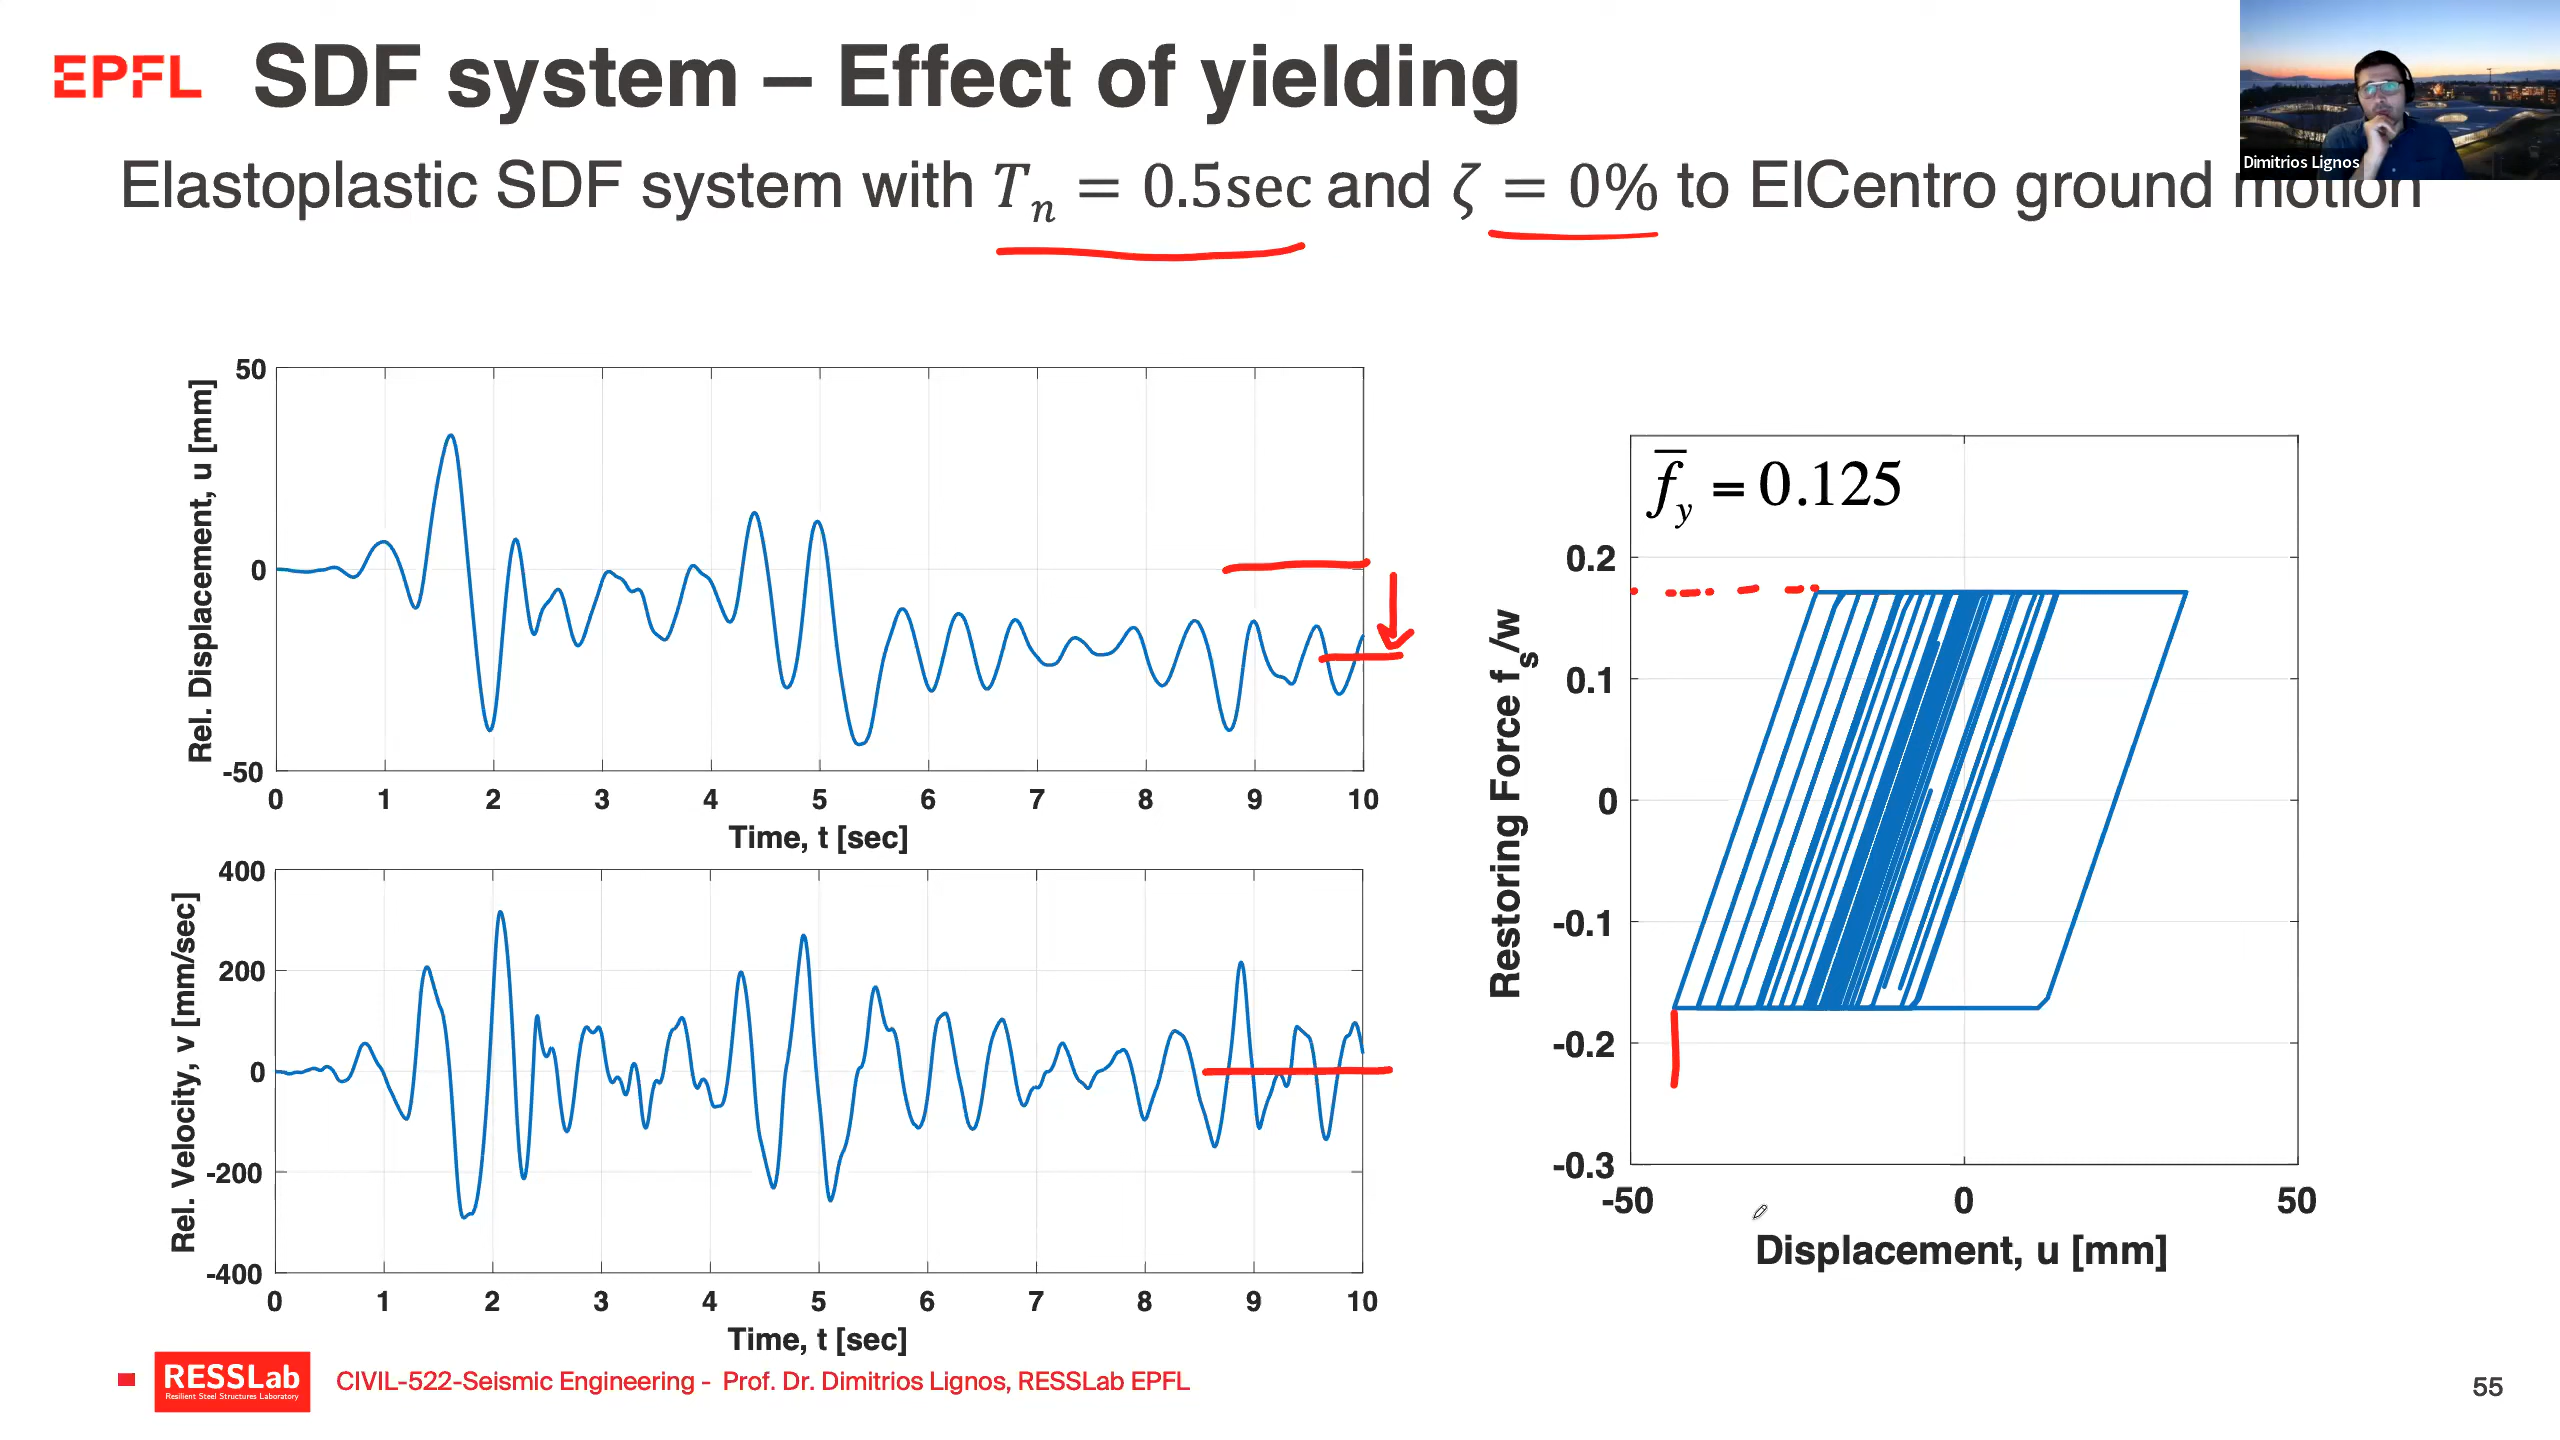 EPFL SDF system – Effect of yielding
Dimitrios Lignos
Elastoplastic SDF system with Tₙ = 0.5sec and ζ = 0% to ElCentro ground motion
50
0
-50
Rel. Displacement, u [mm]
0 1 2 3 4 5 6 7 8 9 10
Time, t [sec]
400
200
0
-200
-400
Rel. Velocity, v [mm/sec]
0 1 2 3 4 5 6 7 8 9 10
Time, t [sec]
f̅y = 0.125
0.2
0.1
0
-0.1
-0.2
-0.3
Restoring Force fs/w
-50 0 50
Displacement, u [mm]
RESSLab
Resilient Steel Structures Laboratory
CIVIL-522-Seismic Engineering - Prof. Dr. Dimitrios Lignos, RESSLab EPFL
55